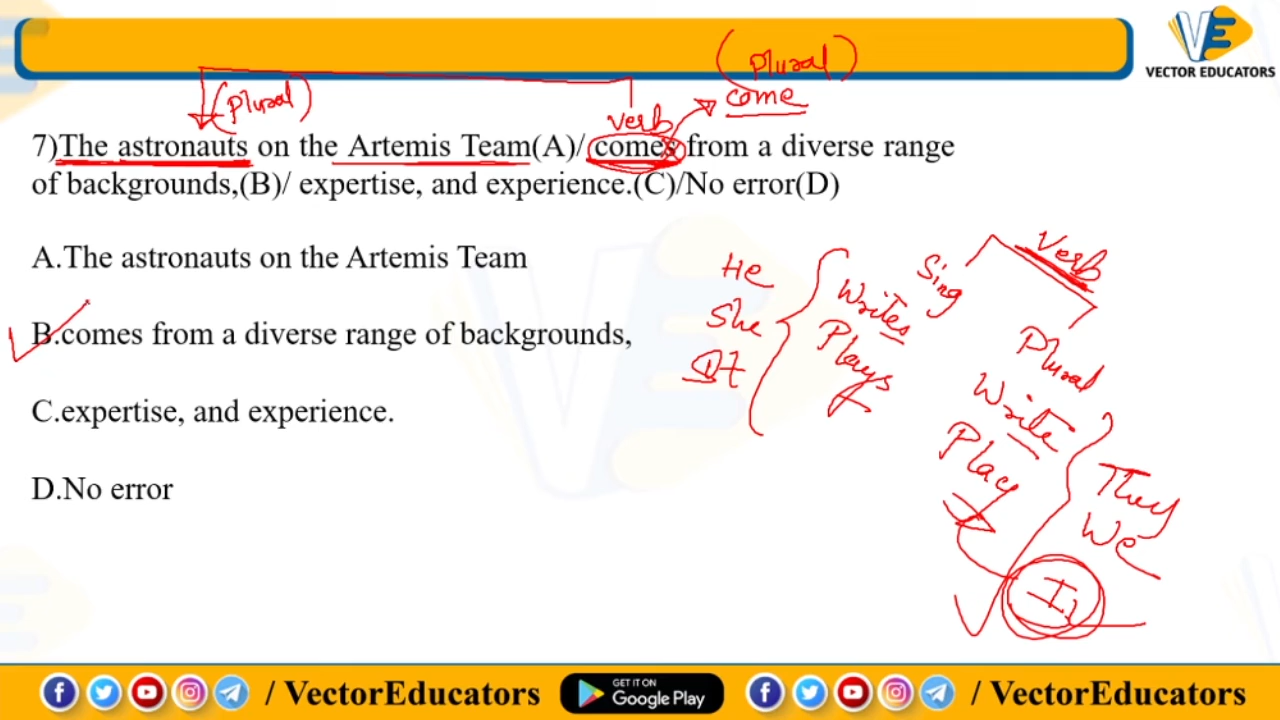 VECTOR EDUCATORS
(Plural)
(Plural)
come
verb
7)The astronauts on the Artemis Team(A)/ comes from a diverse range
of backgrounds,(B)/ expertise, and experience.(C)/No error(D)
A.The astronauts on the Artemis Team
B.comes from a diverse range of backgrounds,
C.expertise, and experience.
D.No error
Verb
Sing
Plural
He
She
It
Writes
Plays
Write
Play
They
We
I
/ VectorEducators
GET IT ON
Google Play
/ VectorEducators